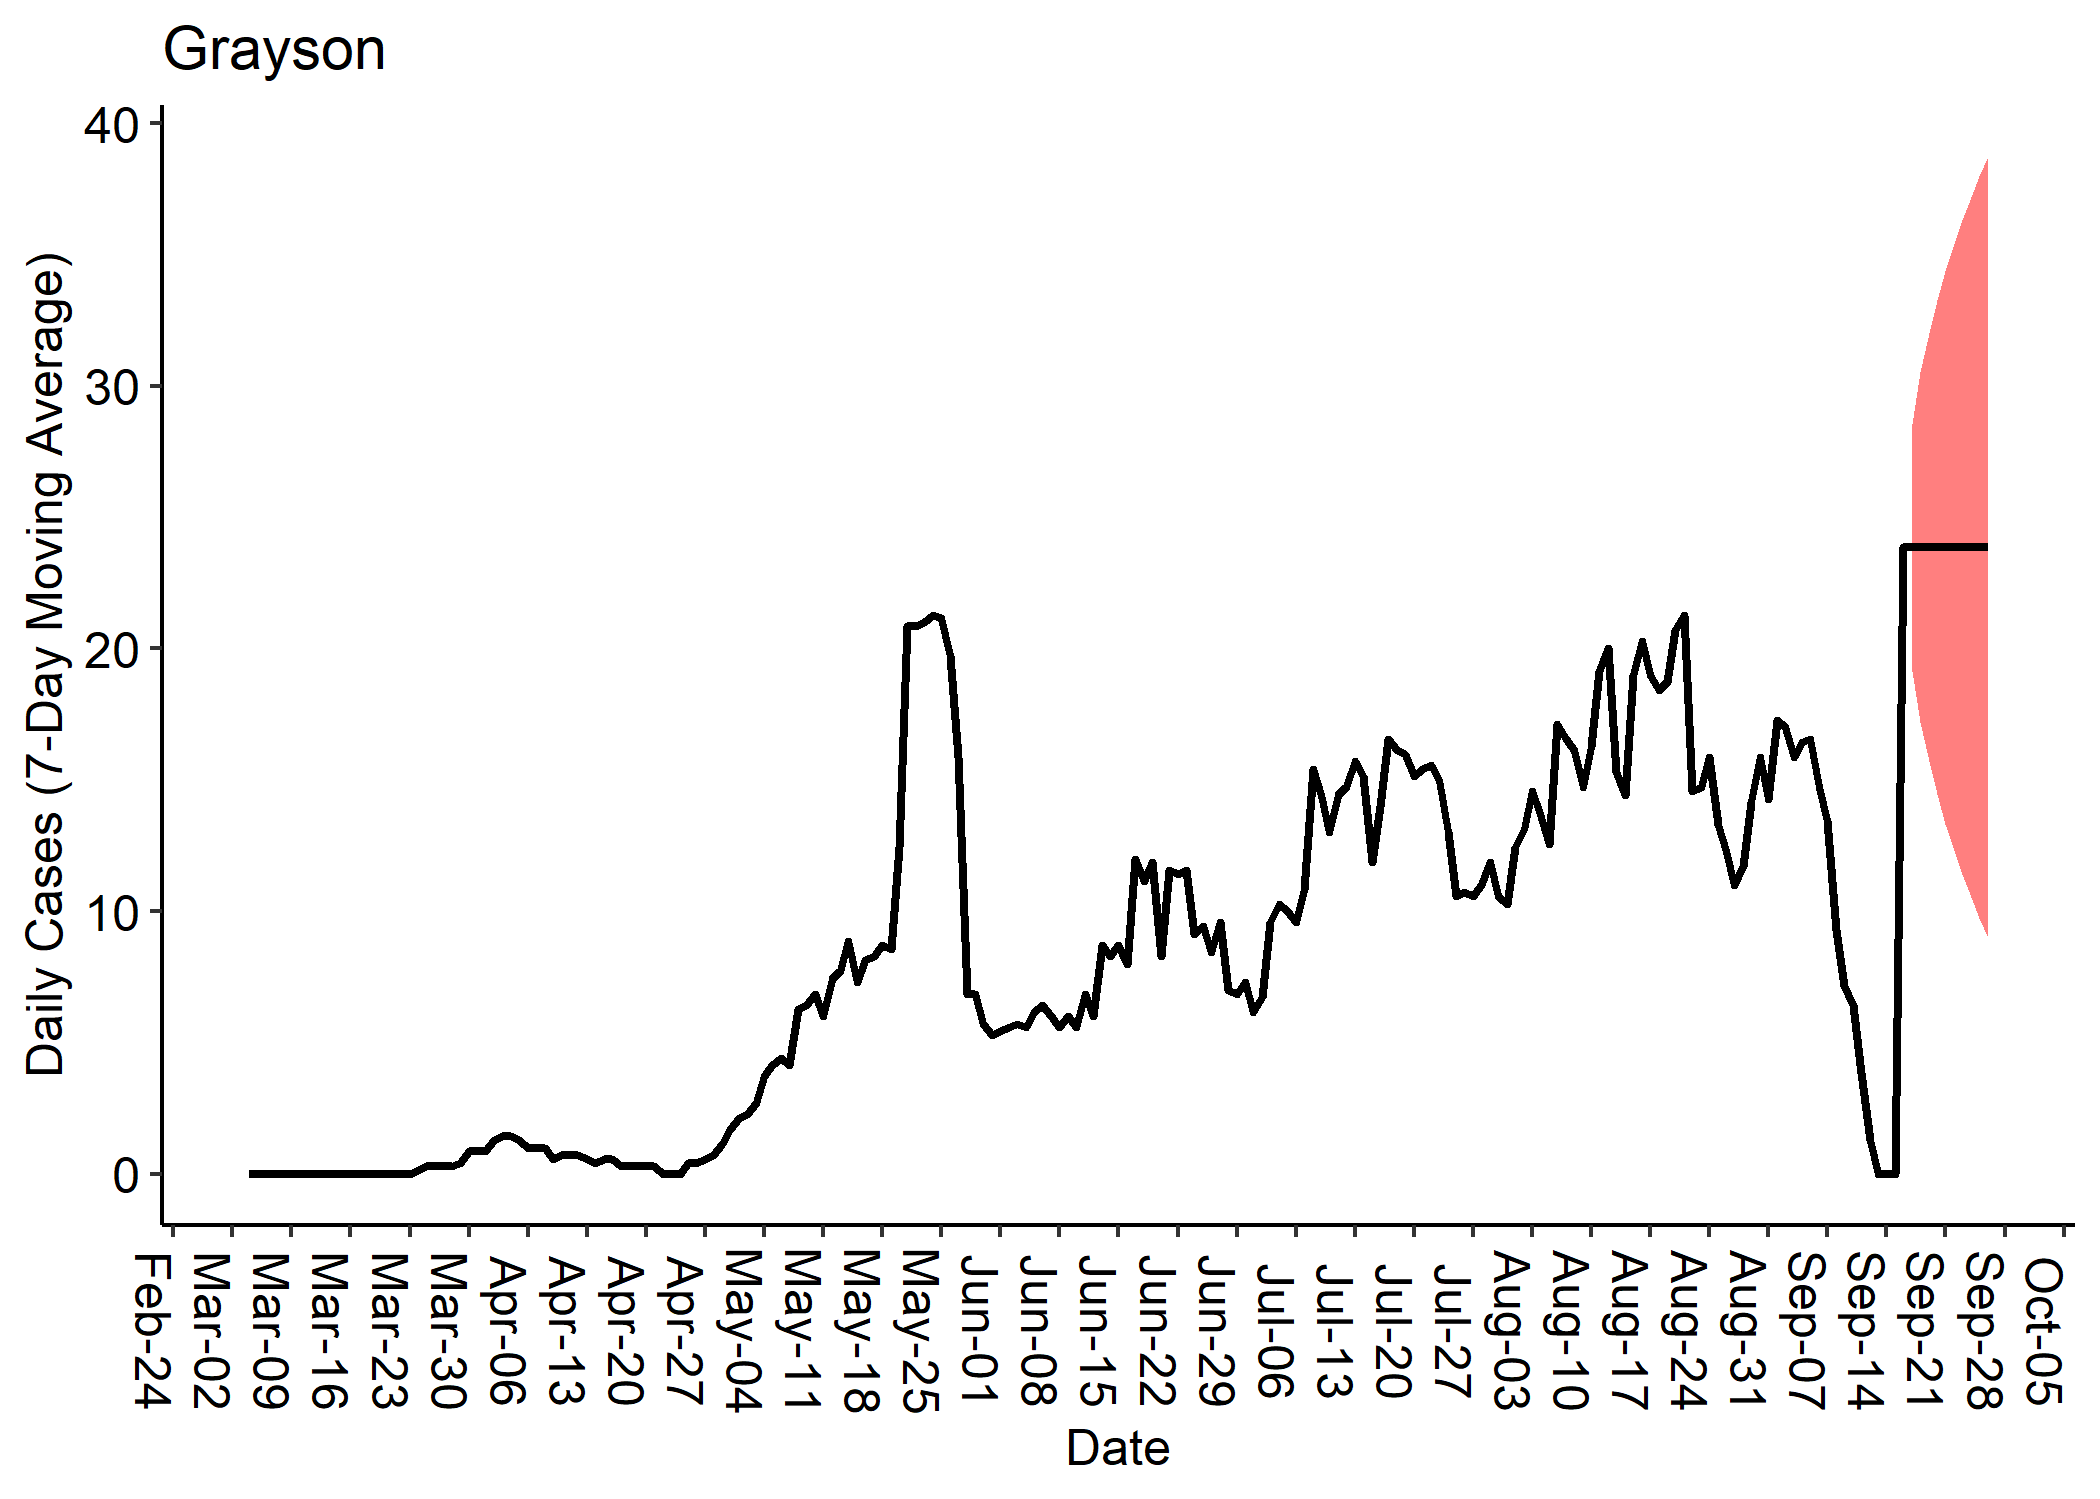 Grayson
Daily Cases (7-Day Moving Average)
40
30
20
10
0
Feb-24
Mar-02
Mar-09
Mar-16
Mar-23
Mar-30
Apr-06
Apr-13
Apr-20
Apr-27
May-04
May-11
May-18
May-25
Jun-01
Jun-08
Jun-15
Jun-22
Jun-29
Jul-06
Jul-13
Jul-20
Jul-27
Aug-03
Aug-10
Aug-17
Aug-24
Aug-31
Sep-07
Sep-14
Sep-21
Sep-28
Oct-05
Date